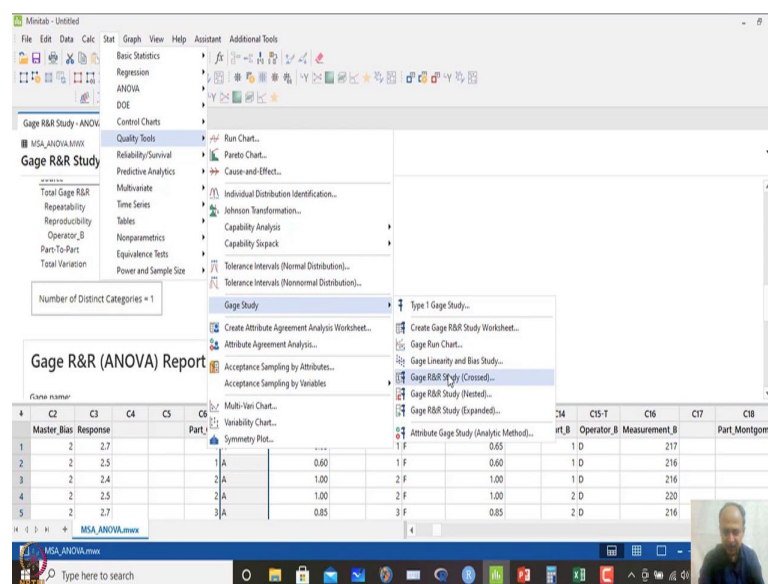 Minitab - Untitled
File Edit Data Calc Stat Graph View Help Assistant Additional Tools
Basic Statistics
Regression
ANOVA
DOE
Control Charts
Quality Tools
Reliability/Survival
Predictive Analytics
Multivariate
Time Series
Tables
Nonparametrics
Equivalence Tests
Power and Sample Size
Run Chart...
Pareto Chart...
Cause-and-Effect...
Individual Distribution Identification...
Johnson Transformation...
Capability Analysis
Capability Sixpack
Tolerance Intervals (Normal Distribution)...
Tolerance Intervals (Nonnormal Distribution)...
Gage Study
Create Attribute Agreement Analysis Worksheet...
Attribute Agreement Analysis...
Acceptance Sampling by Attributes...
Acceptance Sampling by Variables
Multi-Vari Chart...
Variability Chart...
Symmetry Plot...
Type 1 Gage Study...
Create Gage R&R Study Worksheet...
Gage Run Chart...
Gage Linearity and Bias Study...
Gage R&R Study (Crossed)...
Gage R&R Study (Nested)...
Gage R&R Study (Expanded)...
Attribute Gage Study (Analytic Method)...
Gage R&R Study - ANOV
MSA_ANOVA.MWX
Gage R&R Study
Total Gage R&R
Repeatability
Reproducibility
Operator_B
Part-To-Part
Total Variation
Number of Distinct Categories = 1
Gage R&R (ANOVA) Report
Gage name:
C2 C3 C4 C5 C6 C14 C15-T C16 C17 C18
Master_Bias Response Part_ rt_B Operator_B Measurement_B Part_Montgom
1 2 2.7 1 F 0.65 1 D 217
2 2 2.5 1 A 0.60 1 F 0.60 1 D 216
3 2 2.4 2 A 1.00 2 F 1.00 1 D 216
4 2 2.5 2 A 1.00 2 F 1.00 2 D 220
5 2 2.7 3 A 0.85 3 F 0.85 2 D 216
MSA_ANOVA.mwx
MSA_ANOVA.mwx
Type here to search